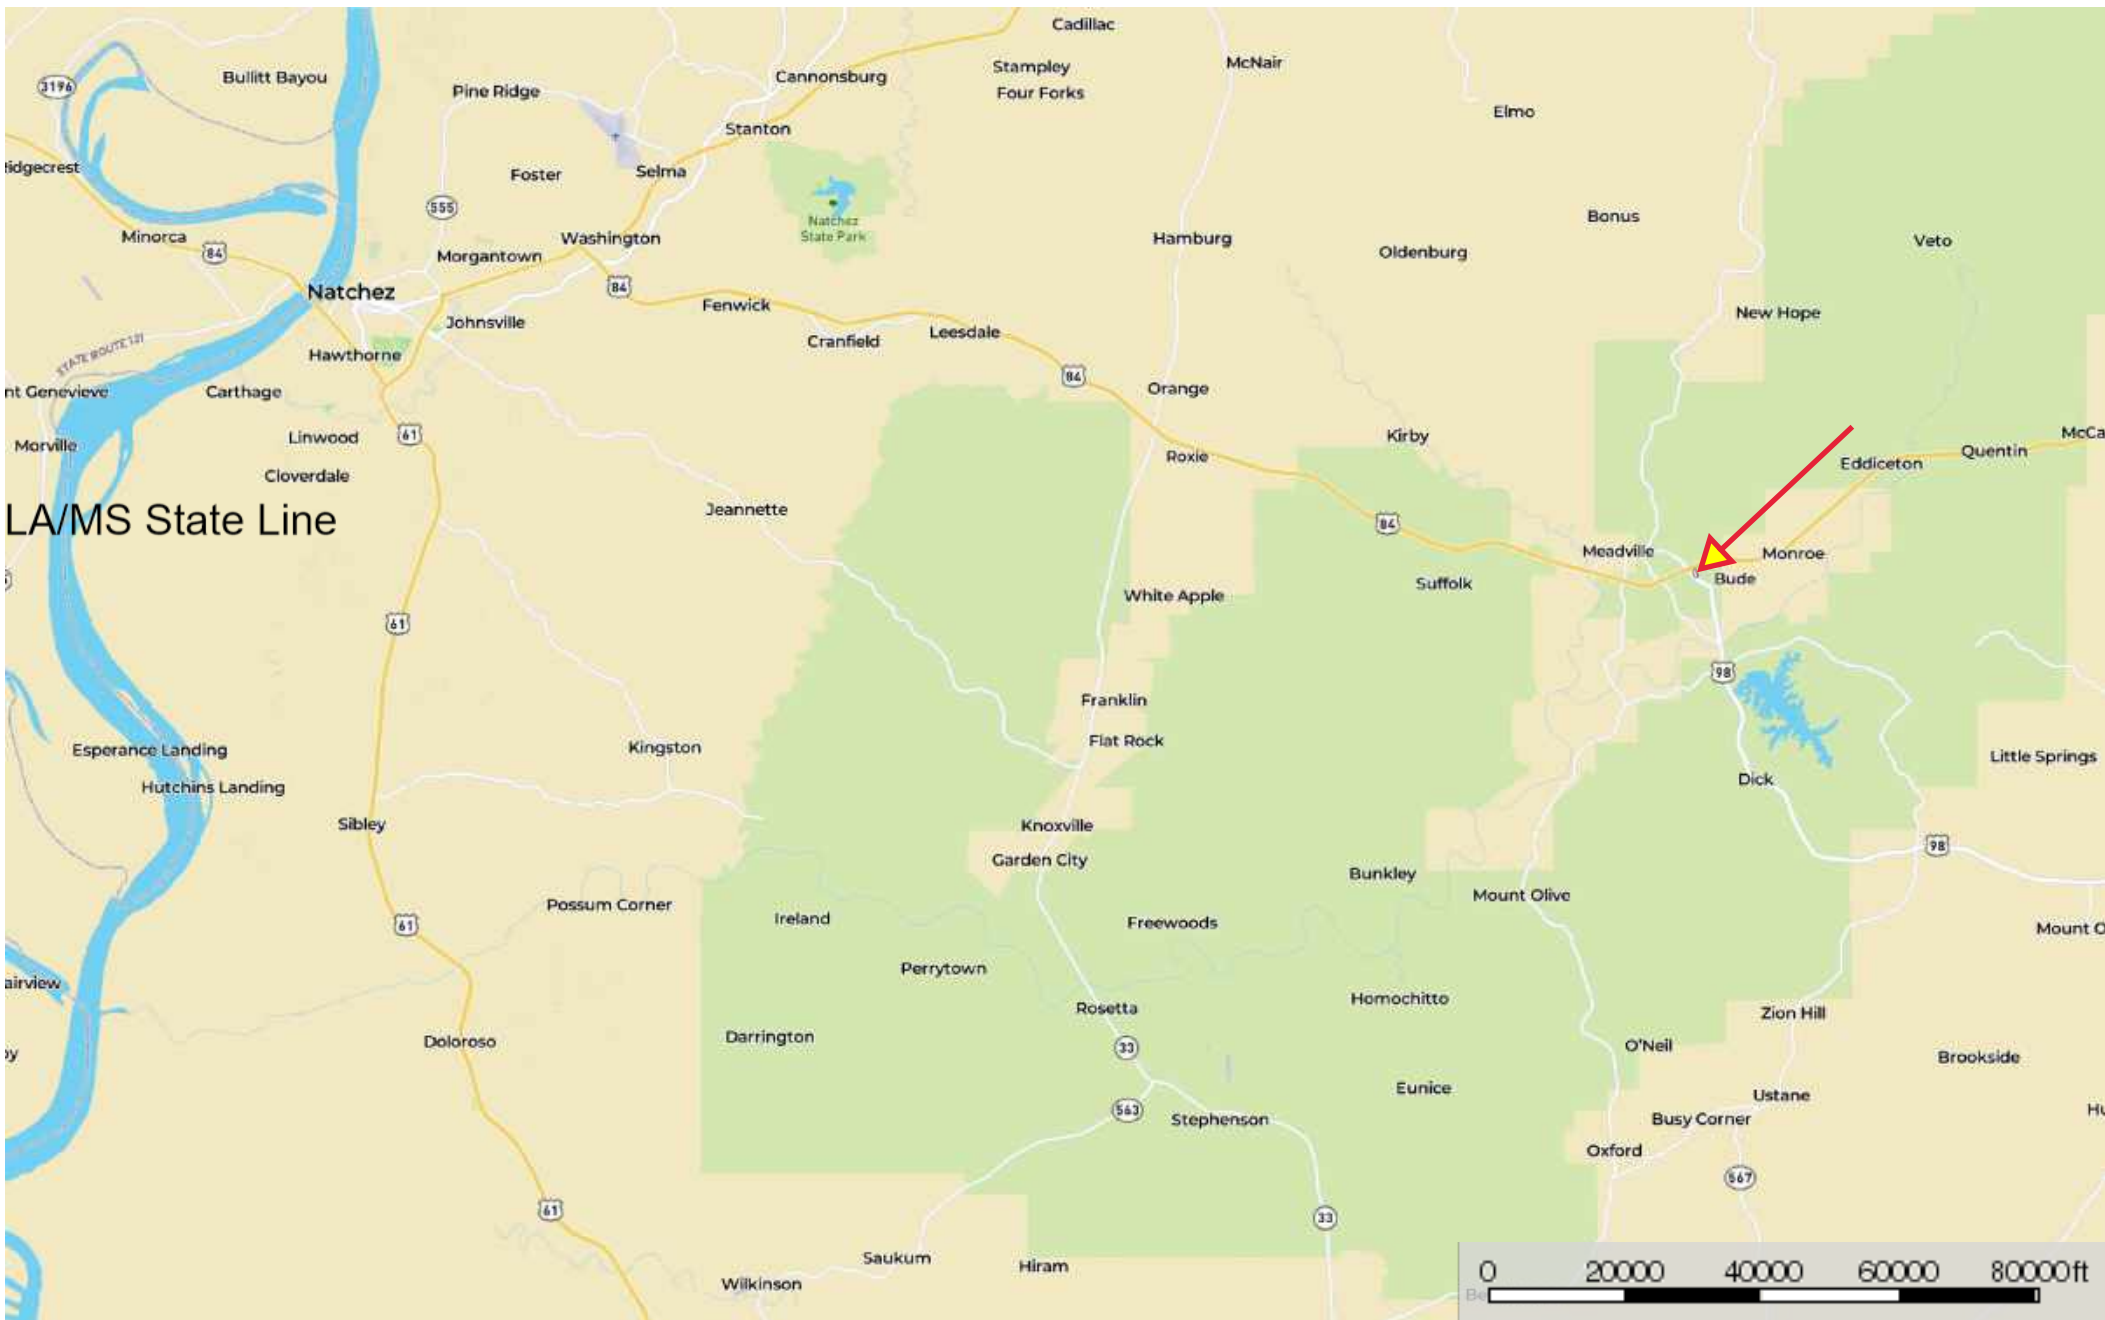 Cadillac
Stampley
Four Forks
McNair
Bullitt Bayou
3196
Pine Ridge
Cannonsburg
Elmo
Stanton
idgecrest
Foster
Selma
555
Natchez
State Park
Bonus
Minorca
84
Washington
Hamburg
Veto
Morgantown
Oldenburg
84
Natchez
Fenwick
New Hope
Johnsville
Leesdale
Cranfield
STATE ROUTE 131
Hawthorne
84
nt Genevieve
Carthage
Orange
61
Linwood
Kirby
McCa
Morville
Roxie
Quentin
Eddiceton
Cloverdale
Jeannette
LA/MS State Line
84
Meadville
Monroe
Suffolk
Bude
White Apple
61
98
Franklin
Flat Rock
Esperance Landing
Kingston
Little Springs
Hutchins Landing
Dick
Sibley
Knoxville
98
Garden City
Bunkley
Mount Olive
Possum Corner
Ireland
61
Freewoods
Mount O
Perrytown
airview
Homochitto
Rosetta
Zion Hill
Darrington
Doloroso
33
O'Neil
oy
Brookside
Eunice
Ustane
563
Stephenson
Busy Corner
Hu
Oxford
567
61
33
Saukum
Hiram
Wilkinson
0 20000 40000 60000 80000ft
Be